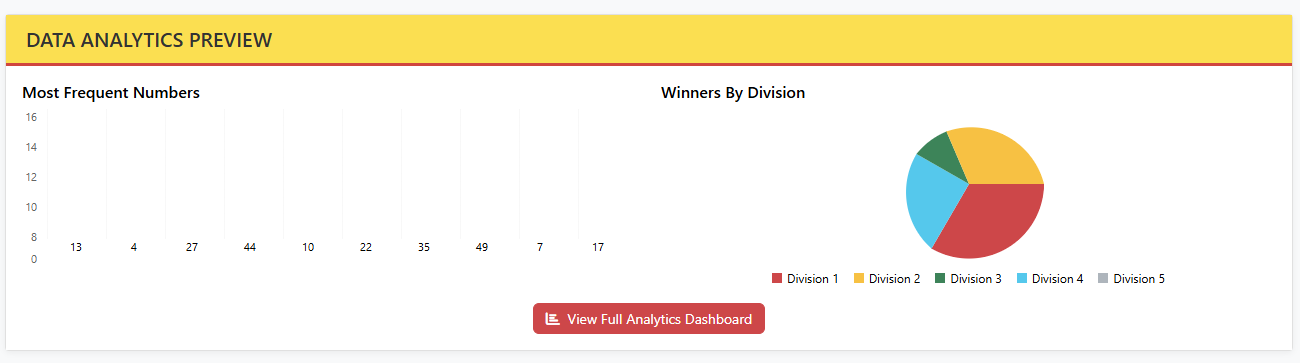 DATA ANALYTICS PREVIEW
Most Frequent Numbers
16
14
12
10
8
0
13 4 27 44 10 22 35 49 7 17
Winners By Division
Division 1 Division 2 Division 3 Division 4 Division 5
View Full Analytics Dashboard